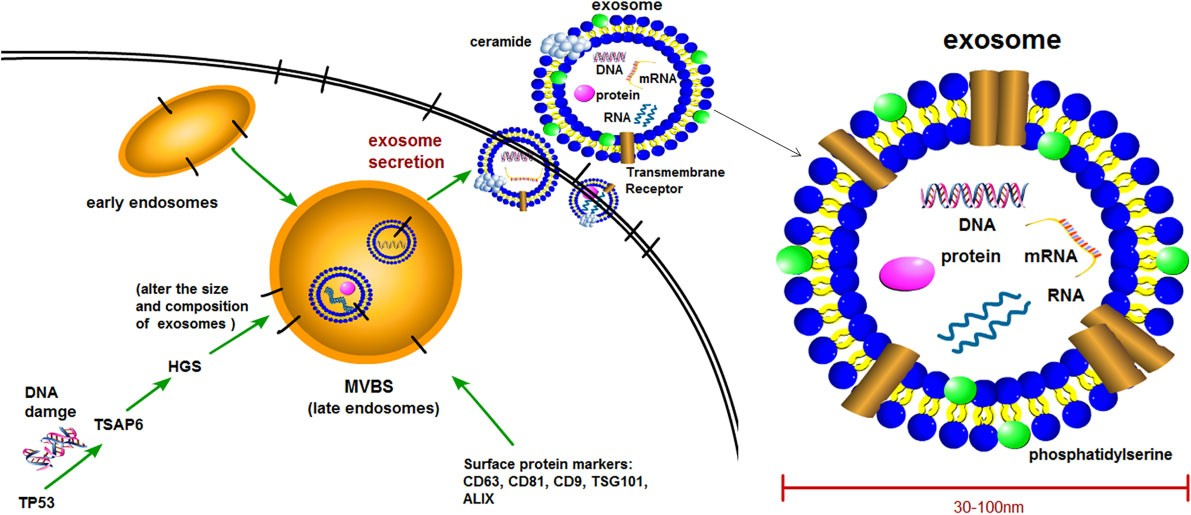 exosome
ceramide
DNA
mRNA
protein
RNA
Transmembrane
Receptor
exosome
secretion
early endosomes
(alter the size
and composition
of exosomes )
HGS
DNA
damge
TSAP6
TP53
MVBS
(late endosomes)
Surface protein markers:
CD63, CD81, CD9, TSG101,
ALIX
exosome
DNA
protein
mRNA
RNA
phosphatidylserine
30-100nm